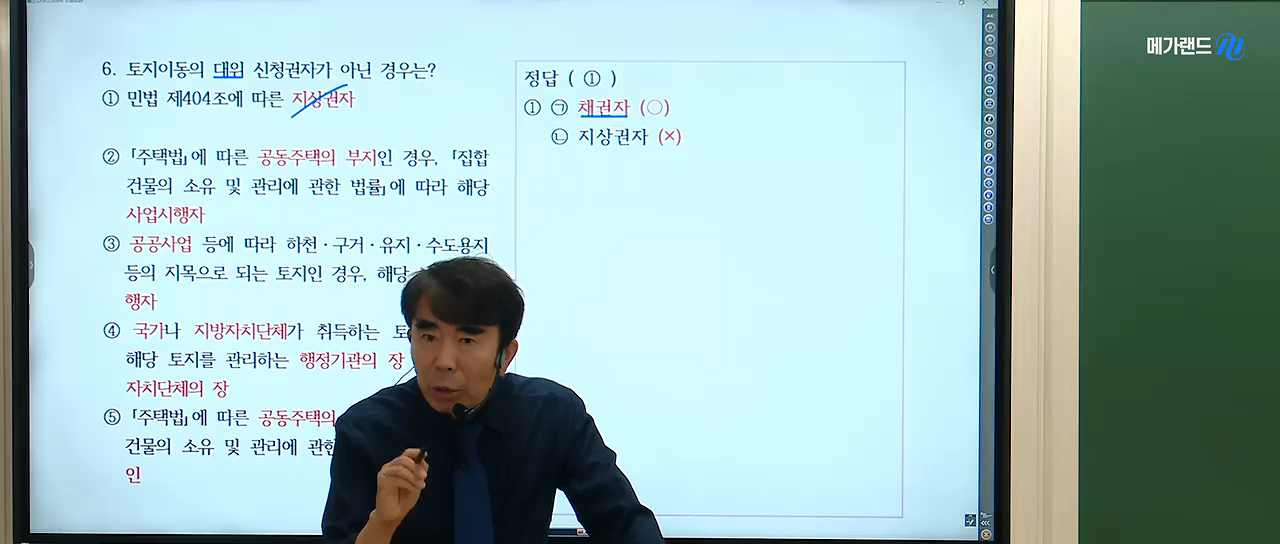 메가랜드
6. 토지이동의 대위 신청권자가 아닌 경우는?
① 민법 제404조에 따른 지상권자
② 「주택법」에 따른 공동주택의 부지인 경우, 「집합
건물의 소유 및 관리에 관한 법률」에 따라 해당
사업시행자
③ 공공사업 등에 따라 하천·구거·유지·수도용지
등의 지목으로 되는 토지인 경우, 해당
행자
④ 국가나 지방자치단체가 취득하는
해당 토지를 관리하는 행정기관의 장
자치단체의 장
⑤ 「주택법」에 따른 공동주택의
건물의 소유 및 관리에
인
정답 ( ① )
① ㉠ 채권자 (○)
㉡ 지상권자 (×)